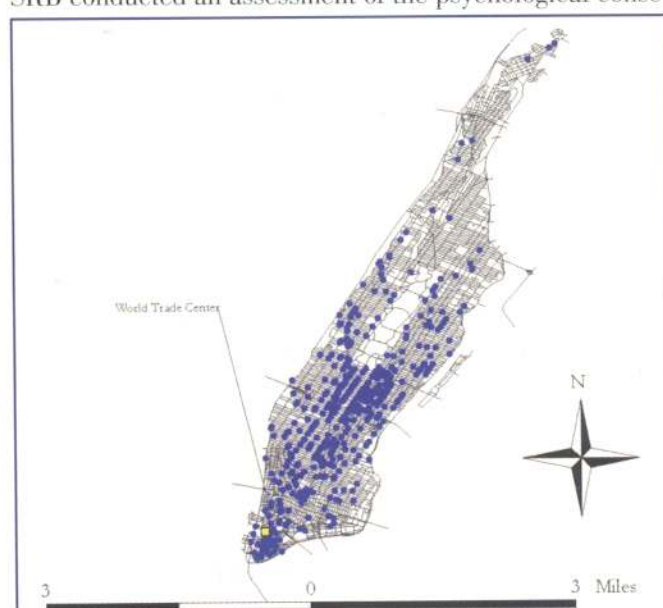 SRB conducted an assessment of the psychological conse
World Trade Center
N
3 0 3 Miles